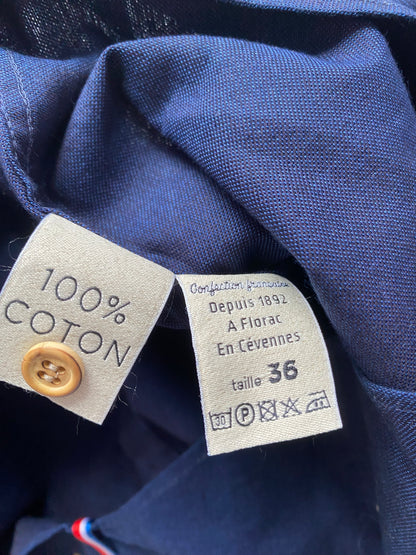 100%
COTON
Confection française
Depuis 1892
A Florac
En Cévennes
taille 36
30 P